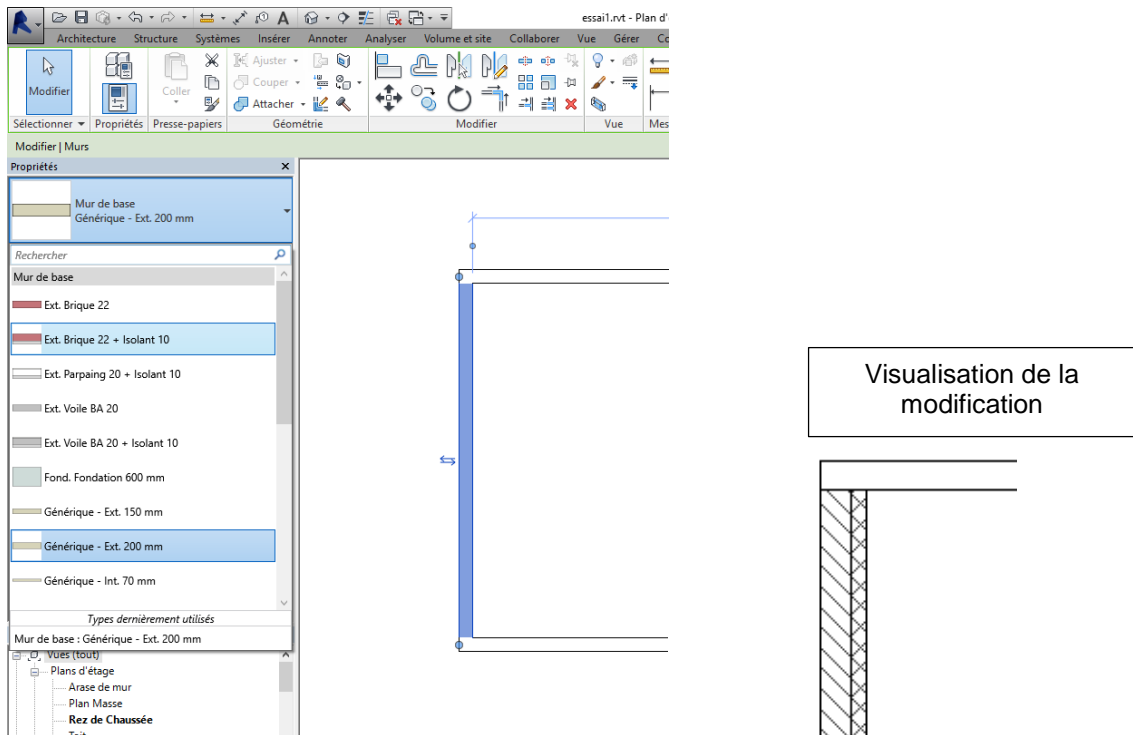 essai1.rvt - Plan d'
Architecture Structure Systèmes Insérer Annoter Analyser Volume et site Collaborer Vue Gérer Co
Modifier
Coller
Ajuster
Couper
Attacher
Sélectionner Propriétés Presse-papiers Géométrie Modifier Vue Mes
Modifier | Murs
Propriétés
Mur de base
Générique - Ext. 200 mm
Rechercher
Mur de base
Ext. Brique 22
Ext. Brique 22 + Isolant 10
Ext. Parpaing 20 + Isolant 10
Ext. Voile BA 20
Ext. Voile BA 20 + Isolant 10
Fond. Fondation 600 mm
Générique - Ext. 150 mm
Générique - Ext. 200 mm
Générique - Int. 70 mm
Types dernièrement utilisés
Mur de base : Générique - Ext. 200 mm
Vues (tout)
Plans d'étage
Arase de mur
Plan Masse
Rez de Chaussée
Toit
Visualisation de la
modification